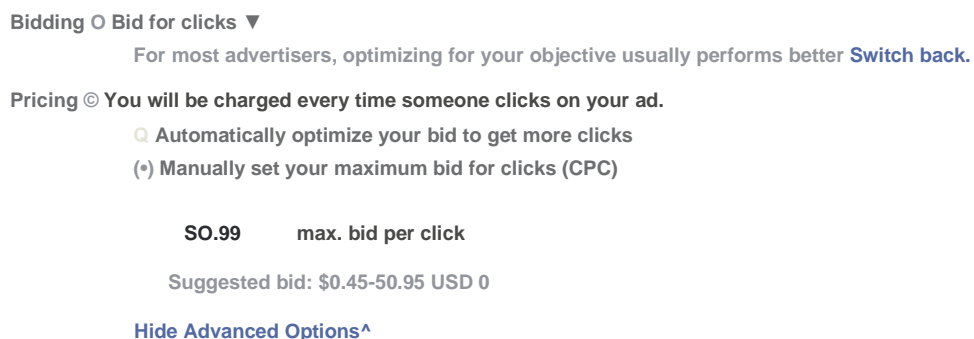 Bidding O Bid for clicks ▼
For most advertisers, optimizing for your objective usually performs better Switch back.
Pricing © You will be charged every time someone clicks on your ad.
Q Automatically optimize your bid to get more clicks
(•) Manually set your maximum bid for clicks (CPC)
SO.99 max. bid per click
Suggested bid: $0.45-50.95 USD 0
Hide Advanced Options^